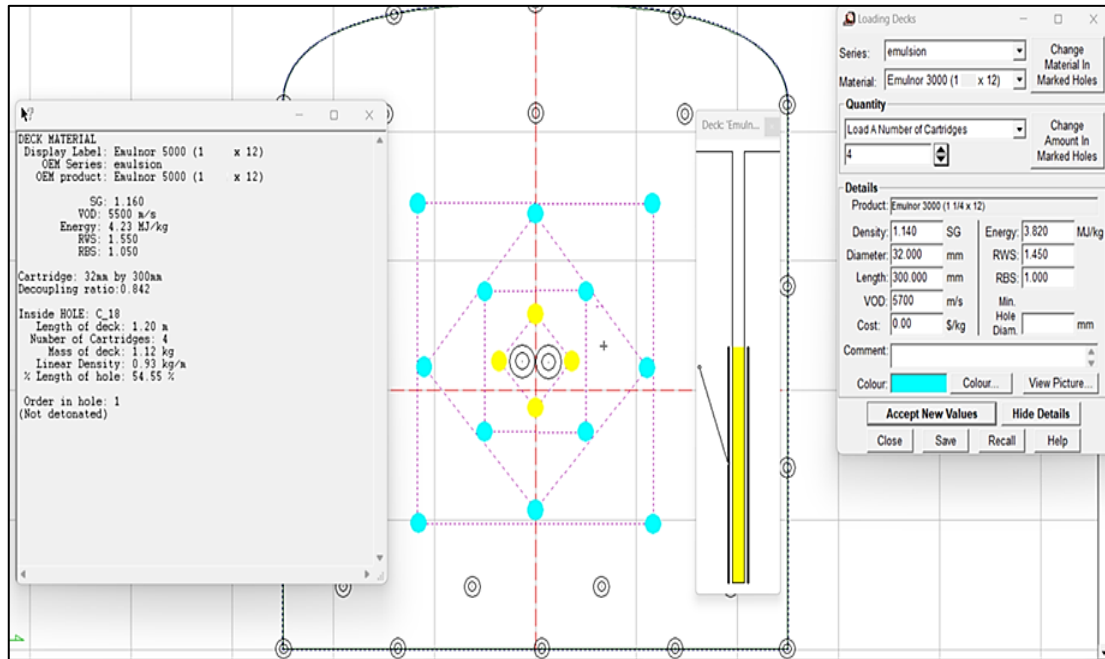 DECK MATERIAL
Display Label: Emulnor 5000 (1 x 12)
OEM Series: emulsion
OEM product: Emulnor 5000 (1 x 12)
SG: 1.160
VOD: 5500 m/s
Energy: 4.23 MJ/kg
RWS: 1.550
RBS: 1.050
Cartridge: 32mm by 300mm
Decoupling ratio:0.842
Inside HOLE: C_18
Length of deck: 1.20 m
Number of Cartridges: 4
Mass of deck: 1.12 kg
Linear Density: 0.93 kg/m
% Length of hole: 54.55 %
Order in hole: 1
(Not detonated)
Deck: 'Emuln...
Loading Decks
Series: emulsion
Change Material In Marked Holes
Material: Emulnor 3000 (1 x 12)
Quantity
Load A Number of Cartridges
Change Amount In Marked Holes
4
Details
Product: Emulnor 3000 (1 1/4 x 12)
Density: 1.140 SG Energy: 3.820 MJ/kg
Diameter: 32.000 mm RWS: 1.450
Length: 300.000 mm RBS: 1.000
VOD: 5700 m/s Min. Hole Diam. mm
Cost: 0.00 $/kg
Comment:
Colour: Colour... View Picture...
Accept New Values Hide Details
Close Save Recall Help